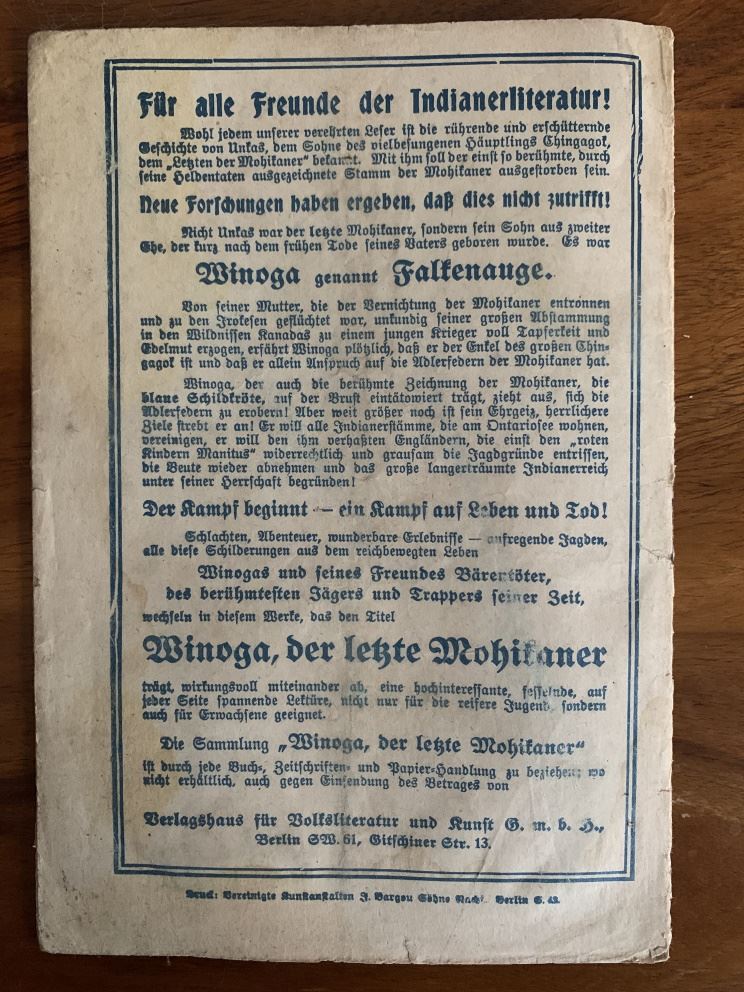 Für alle Freunde der Indianerliteratur!
Wohl jedem unserer verehrten Leser ist die rührende und erschütternde
Geschichte von Unkas, dem Sohne des vielbesungenen Häuptlings Chingagok,
dem „Letzten der Mohikaner" bekannt. Mit ihm soll der einst so berühmte, durch
seine Heldentaten ausgezeichnete Stamm der Mohikaner ausgestorben sein.
Neue Forschungen haben ergeben, daß dies nicht zutrifft!
Nicht Unkas war der letzte Mohikaner, sondern sein Sohn aus zweiter
Ehe, der kurz nach dem frühen Tode seines Vaters geboren wurde. Es war
Winoga genannt Falkenauge.
Von seiner Mutter, die der Vernichtung der Mohikaner entronnen
und zu den Irokesen geflüchtet war, unkundig seiner großen Abstammung
in den Wildnissen Kanadas zu einem jungen Krieger voll Tapferkeit und
Edelmut erzogen, erfährt Winoga plötzlich, daß er der Enkel des großen Chin-
gagok ist und daß er allein Anspruch auf die Adlerfedern der Mohikaner hat.
Winoga, der auch die berühmte Zeichnung der Mohikaner, die
blaue Schildkröte, auf der Brust eintätowiert trägt, zieht aus, sich die
Adlerfedern zu erobern! Aber weit größer noch ist sein Ehrgeiz, herrlichere
Ziele strebt er an! Er will alle Indianerstämme, die am Ontariosee wohnen,
vereinigen, er will den ihm verhaßten Engländern, die einst den „roten
Kindern Manitus" widerrechtlich und grausam die Jagdgründe entrissen,
die Beute wieder abnehmen und das große langerträumte Indianerreich
unter seiner Herrschaft begründen!
Der Kampf beginnt — ein Kampf auf Leben und Tod!
Schlachten, Abenteuer, wunderbare Erlebnisse — aufregende Jagden,
alle diese Schilderungen aus dem reichbewegten Leben
Winogas und seines Freundes Bärentöter,
des berühmtesten Jägers und Trappers seiner Zeit,
wechseln in diesem Werke, das den Titel
Winoga, der letzte Mohikaner
trägt, wirkungsvoll miteinander ab, eine hochinteressante, fesselnde, auf
jeder Seite spannende Lektüre, nicht nur für die reifere Jugend, sondern
auch für Erwachsene geeignet.
Die Sammlung „Winoga, der letzte Mohikaner"
ist durch jede Buch-, Zeitschriften- und Papier-Handlung zu beziehen; wo
nicht erhältlich, auch gegen Einsendung des Betrages von
Verlagshaus für Volksliteratur und Kunst G. m. b. H.,
Berlin SW. 61, Gitschiner Str. 13.
Druck: Vereinigte Kunstanstalten J. Bargou Söhne Nachf. Berlin S. 42.